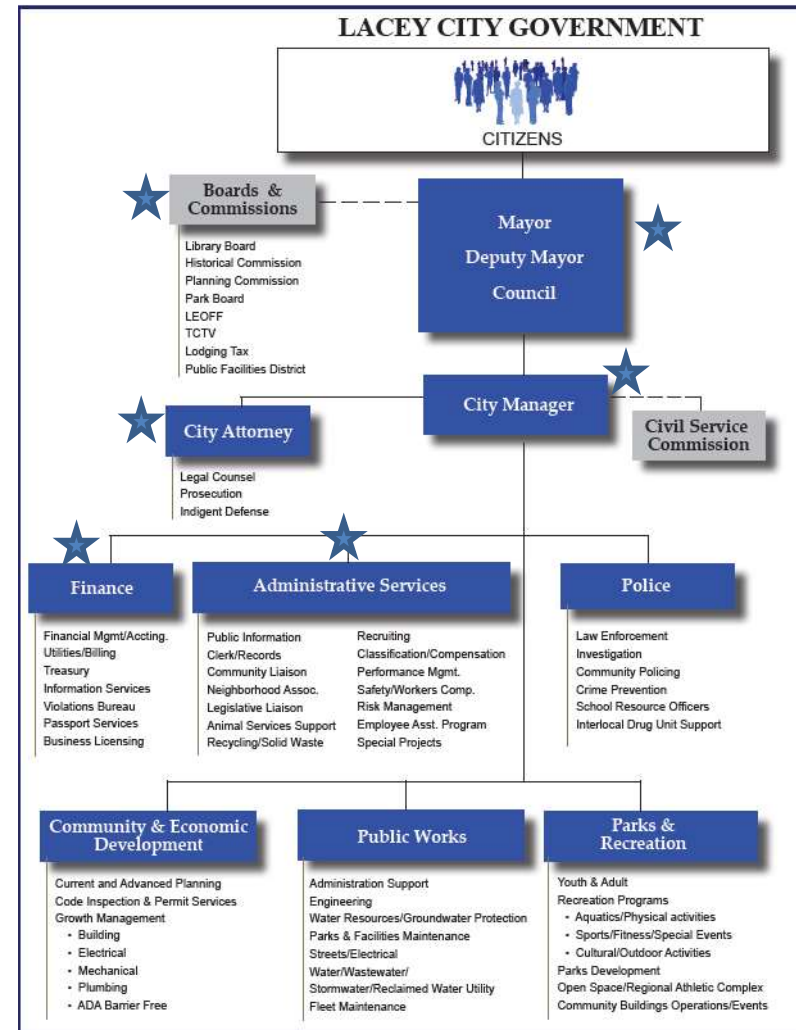 LACEY CITY GOVERNMENT
CITIZENS
Boards &
Commissions
Library Board
Historical Commission
Planning Commission
Park Board
LEOFF
TCTV
Lodging Tax
Public Facilities District
Mayor
Deputy Mayor
Council
City Manager
City Attorney
Legal Counsel
Prosecution
Indigent Defense
Civil Service
Commission
Finance
Financial Mgmt/Accting.
Utilities/Billing
Treasury
Information Services
Violations Bureau
Passport Services
Business Licensing
Administrative Services
Public Information
Clerk/Records
Community Liaison
Neighborhood Assoc.
Legislative Liaison
Animal Services Support
Recycling/Solid Waste
Recruiting
Classification/Compensation
Performance Mgmt.
Safety/Workers Comp.
Risk Management
Employee Asst. Program
Special Projects
Police
Law Enforcement
Investigation
Community Policing
Crime Prevention
School Resource Officers
Interlocal Drug Unit Support
Community & Economic
Development
Current and Advanced Planning
Code Inspection & Permit Services
Growth Management
• Building
• Electrical
• Mechanical
• Plumbing
• ADA Barrier Free
Public Works
Administration Support
Engineering
Water Resources/Groundwater Protection
Parks & Facilities Maintenance
Streets/Electrical
Water/Wastewater/
Stormwater/Reclaimed Water Utility
Fleet Maintenance
Parks &
Recreation
Youth & Adult
Recreation Programs
• Aquatics/Physical activities
• Sports/Fitness/Special Events
• Cultural/Outdoor Activities
Parks Development
Open Space/Regional Athletic Complex
Community Buildings Operations/Events